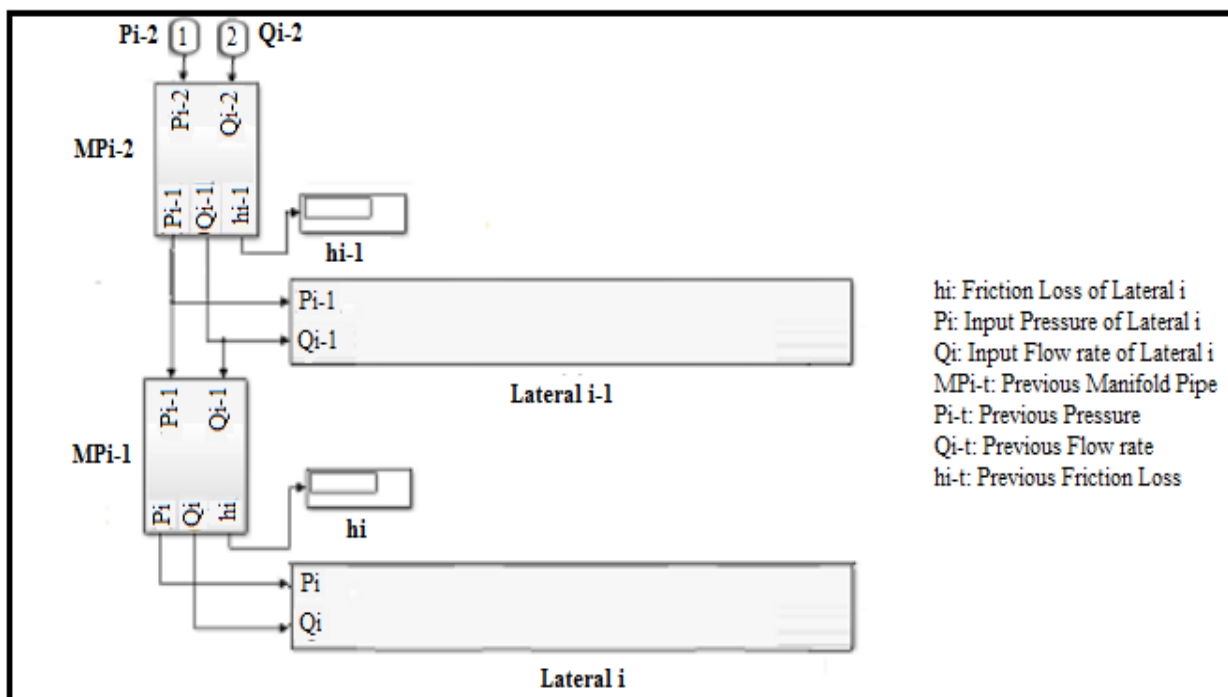 Pi-2 1 2 Qi-2
Pi-2 Qi-2
MPi-2
Pi-1 Qi-1 hi-1
hi-1
Pi-1
Qi-1
Lateral i-1
Pi-1 Qi-1
MPi-1
Pi Qi hi
hi
Pi
Qi
Lateral i
hi: Friction Loss of Lateral i
Pi: Input Pressure of Lateral i
Qi: Input Flow rate of Lateral i
MPi-t: Previous Manifold Pipe
Pi-t: Previous Pressure
Qi-t: Previous Flow rate
hi-t: Previous Friction Loss